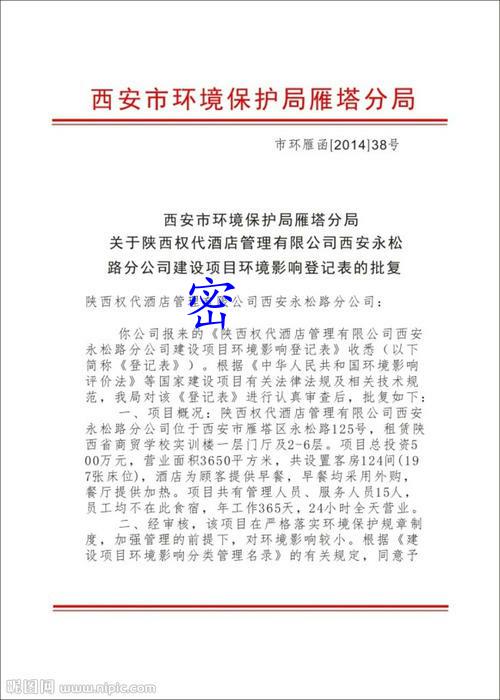 西安市环境保护局雁塔分局
市环雁函[2014]38号
西安市环境保护局雁塔分局
关于陕西权代酒店管理有限公司西安永松
路分公司建设项目环境影响登记表的批复
密
陕西权代酒店管理有限公司西安永松路分公司：
你公司报来的《陕西权代酒店管理有限公司西安
永松路分公司建设项目环境影响登记表》收悉（以下
简称《登记表》）。根据《中华人民共和国环境影响
评价法》等国家建设项目有关法律法规及相关技术规
范，我局对该《登记表》进行认真审查后，批复如下：
一、项目概况：陕西权代酒店管理有限公司西安
永松路分公司位于西安市雁塔区永松路125号，租赁陕
西省商贸学校实训楼一层门厅及2-6层。项目总投资5
00万元，营业面积3650平方米，共设置客房124间(19
7张床位)，酒店为顾客提供早餐，早餐均采用外购，
餐厅提供加热。项目共有管理人员、服务人员15人，
员工均不在此食宿，年工作365天，24小时全天营业。
二、经审核，该项目在严格落实环境保护规章制
度，加强管理的前提下，对环境影响较小。根据《建
设项目环境影响分类管理名录》的有关规定，同意予
昵图网
www.nipic.com